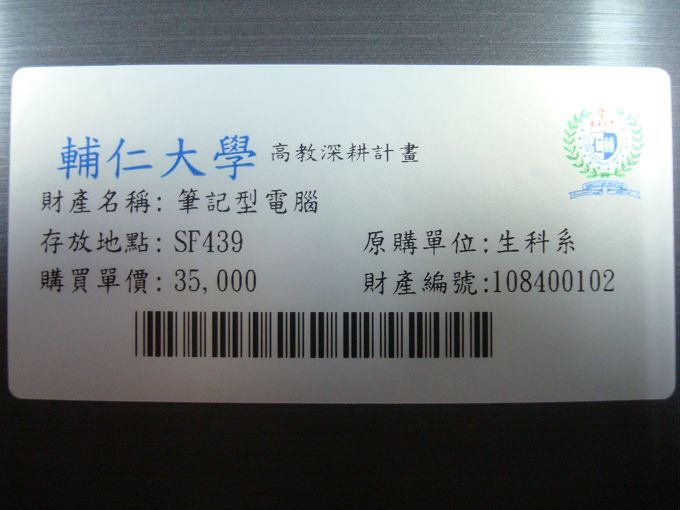 輔仁大學 高教深耕計畫
財產名稱: 筆記型電腦
存放地點: SF439 原購單位:生科系
購買單價: 35,000 財產編號:108400102